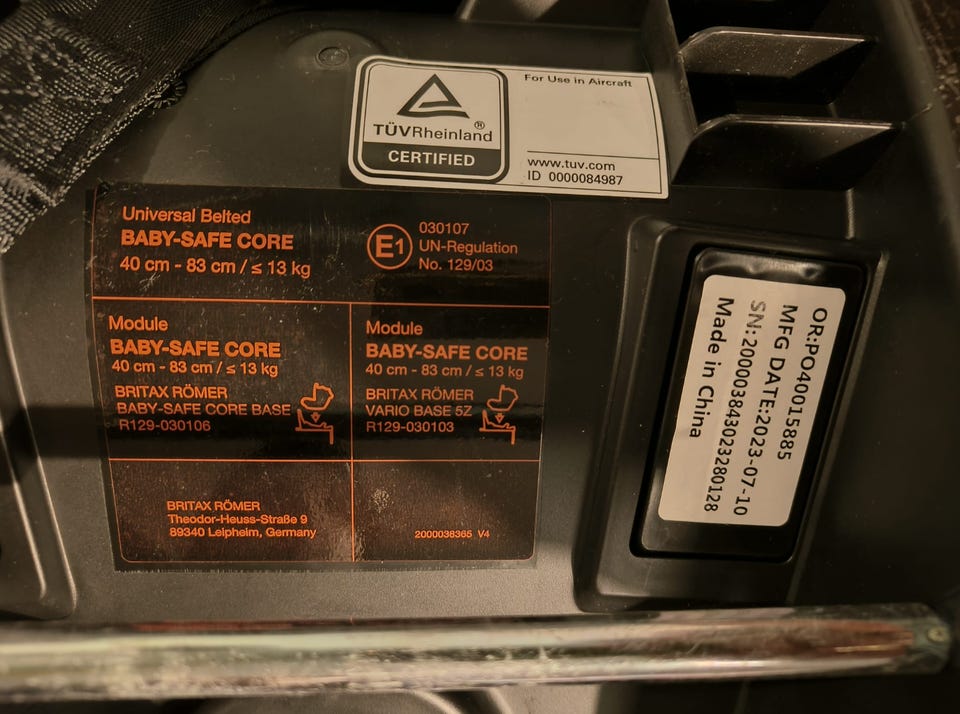 TÜVRheinland®
CERTIFIED
For Use in Aircraft
www.tuv.com
ID 0000084987
Universal Belted
BABY-SAFE CORE
40 cm - 83 cm / ≤ 13 kg
E1
030107
UN-Regulation
No. 129/03
Module
BABY-SAFE CORE
40 cm - 83 cm / ≤ 13 kg
BRITAX RÖMER
BABY-SAFE CORE BASE
R129-030106
Module
BABY-SAFE CORE
40 cm - 83 cm / ≤ 13 kg
BRITAX RÖMER
VARIO BASE 5Z
R129-030103
BRITAX RÖMER
Theodor-Heuss-Straße 9
89340 Leipheim, Germany
2000038365 V4
OR:PO40015885
MFG DATE:2023-07-10
SN:200003843023280128
Made in China